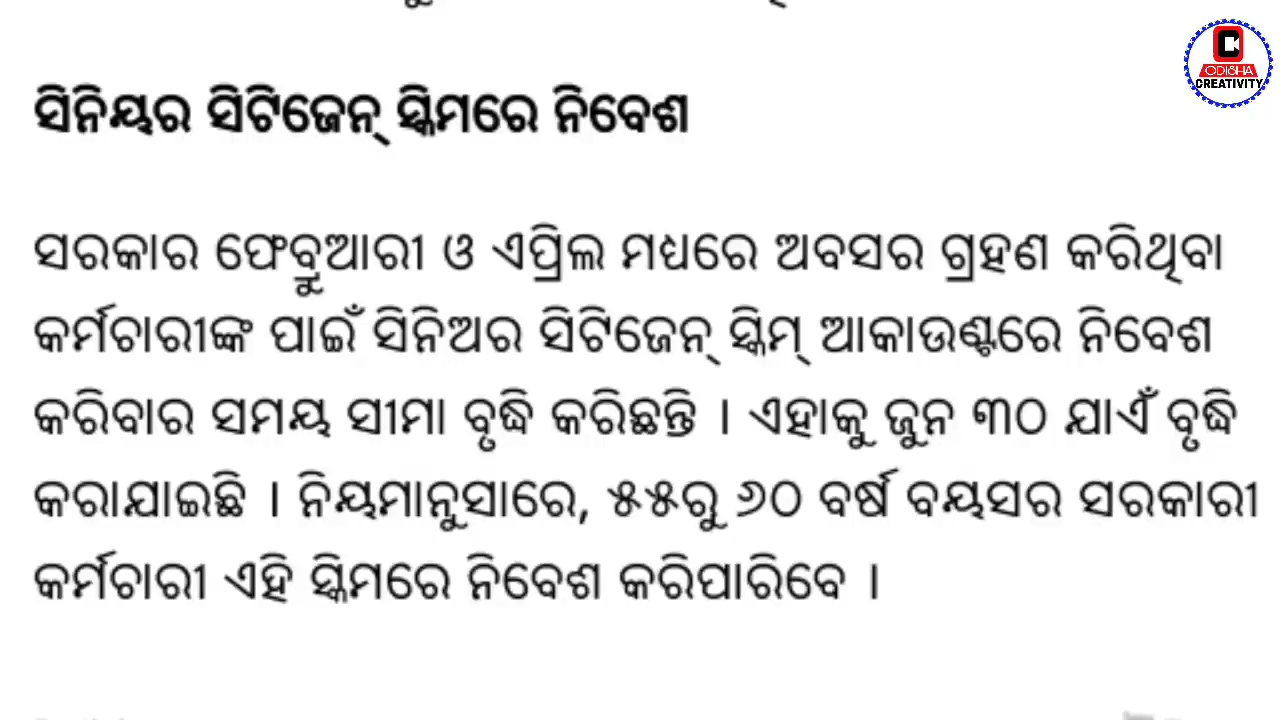 ODISHA
CREATIVITY
ସିନିୟର ସିଟିଜେନ୍ ସ୍କିମରେ ନିବେଶ
ସରକାର ଫେବ୍ରୁଆରୀ ଓ ଏପ୍ରିଲ ମଧ୍ୟରେ ଅବସର ଗ୍ରହଣ କରିଥିବା
କର୍ମଚାରୀଙ୍କ ପାଇଁ ସିନିଅର ସିଟିଜେନ୍ ସ୍କିମ୍ ଆକାଉଣ୍ଟରେ ନିବେଶ
କରିବାର ସମୟ ସୀମା ବୃଦ୍ଧି କରିଛନ୍ତି । ଏହାକୁ ଜୁନ ୩୦ ଯାଏଁ ବୃଦ୍ଧି
କରାଯାଇଛି । ନିୟମାନୁସାରେ, ୫୫ରୁ ୬୦ ବର୍ଷ ବୟସର ସରକାରୀ
କର୍ମଚାରୀ ଏହି ସ୍କିମରେ ନିବେଶ କରିପାରିବେ ।